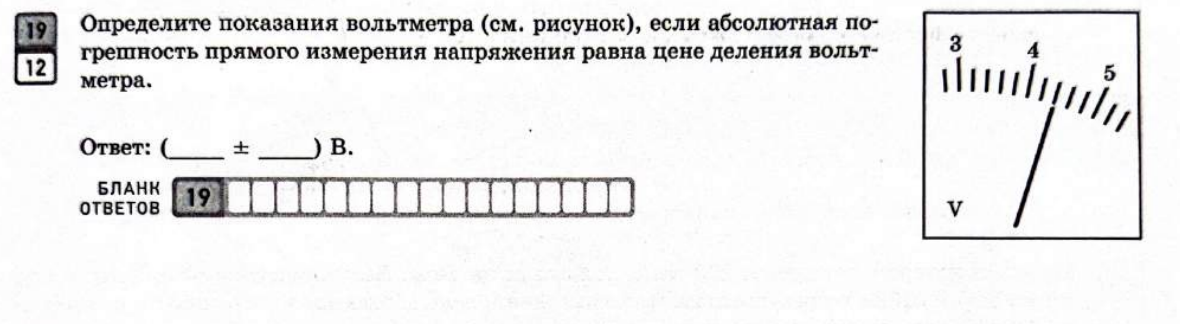 19 Определите показания вольтметра (см. рисунок), если абсолютная по-
12 грешность прямого измерения напряжения равна цене деления вольт-
метра.
Ответ: (____ ± ____) В.
БЛАНК
ОТВЕТОВ 19
3 4 5
V